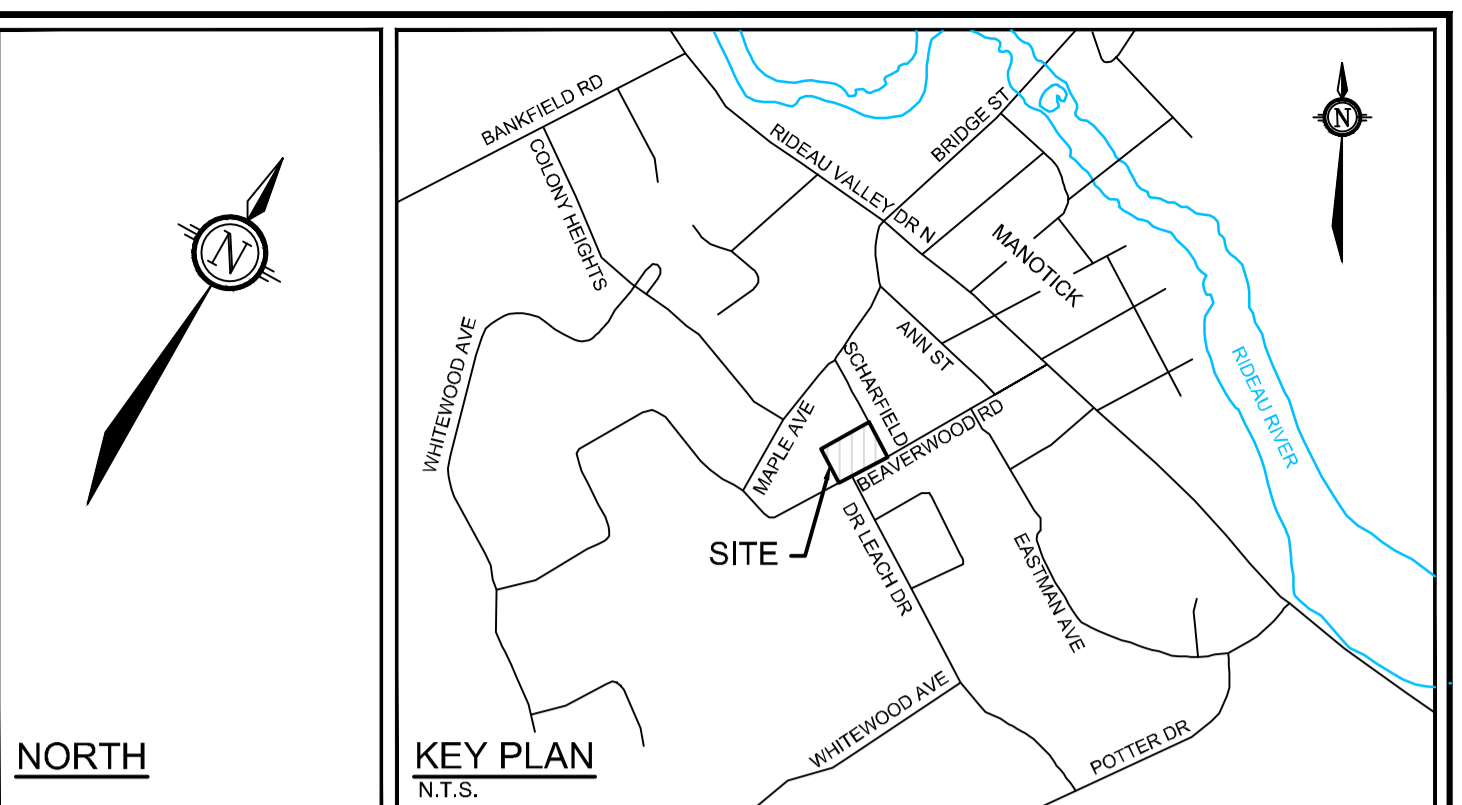 N
NORTH
BANKFIELD RD
COLONY HEIGHTS
RIDEAU VALLEY DR N
BRIDGE ST
N
MANOTICK
WHITEWOOD AVE
ANN ST
SCHARFIELD
MAPLE AVE
BEAVERWOOD RD
RIDEAU RIVER
SITE
DR LEACH DR
EASTMAN AVE
WHITEWOOD AVE
POTTER DR
KEY PLAN
N.T.S.